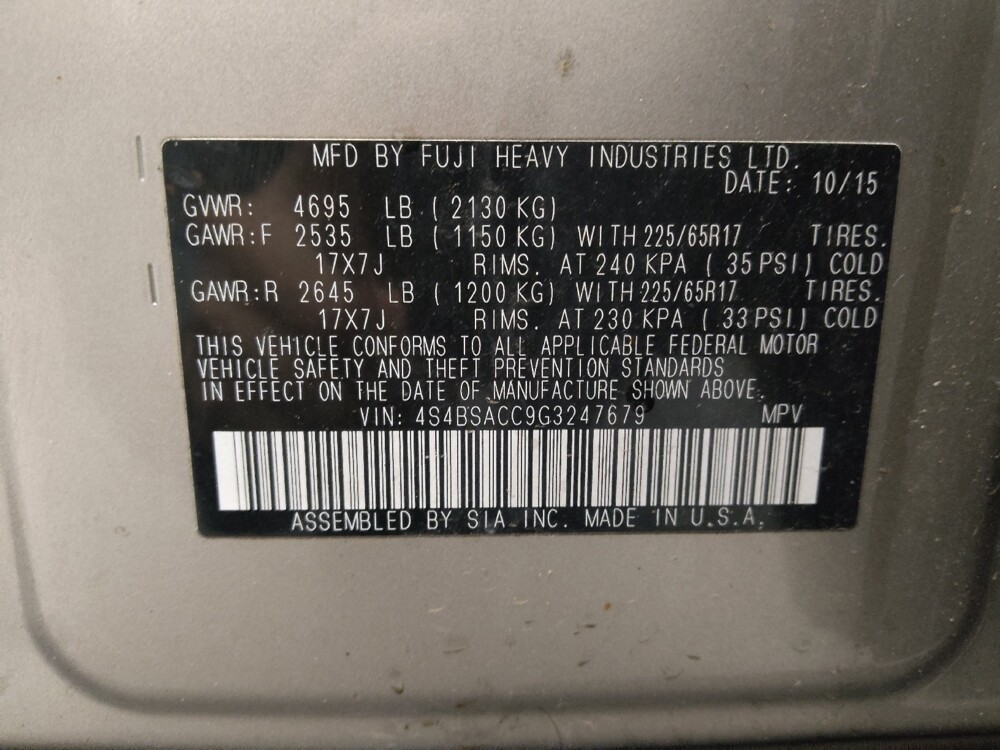 MFD BY FUJI HEAVY INDUSTRIES LTD.
DATE: 10/15
GVWR: 4695 LB ( 2130 KG)
GAWR:F 2535 LB ( 1150 KG) WITH 225/65R17 TIRES.
17X7J RIMS. AT 240 KPA ( 35 PSI) COLD
GAWR:R 2645 LB ( 1200 KG) WITH 225/65R17 TIRES.
17X7J RIMS. AT 230 KPA ( 33 PSI) COLD
THIS VEHICLE CONFORMS TO ALL APPLICABLE FEDERAL MOTOR
VEHICLE SAFETY AND THEFT PREVENTION STANDARDS
IN EFFECT ON THE DATE OF MANUFACTURE SHOWN ABOVE.
VIN: 4S4BSACC9G3247679 MPV
ASSEMBLED BY SIA INC. MADE IN U.S.A.